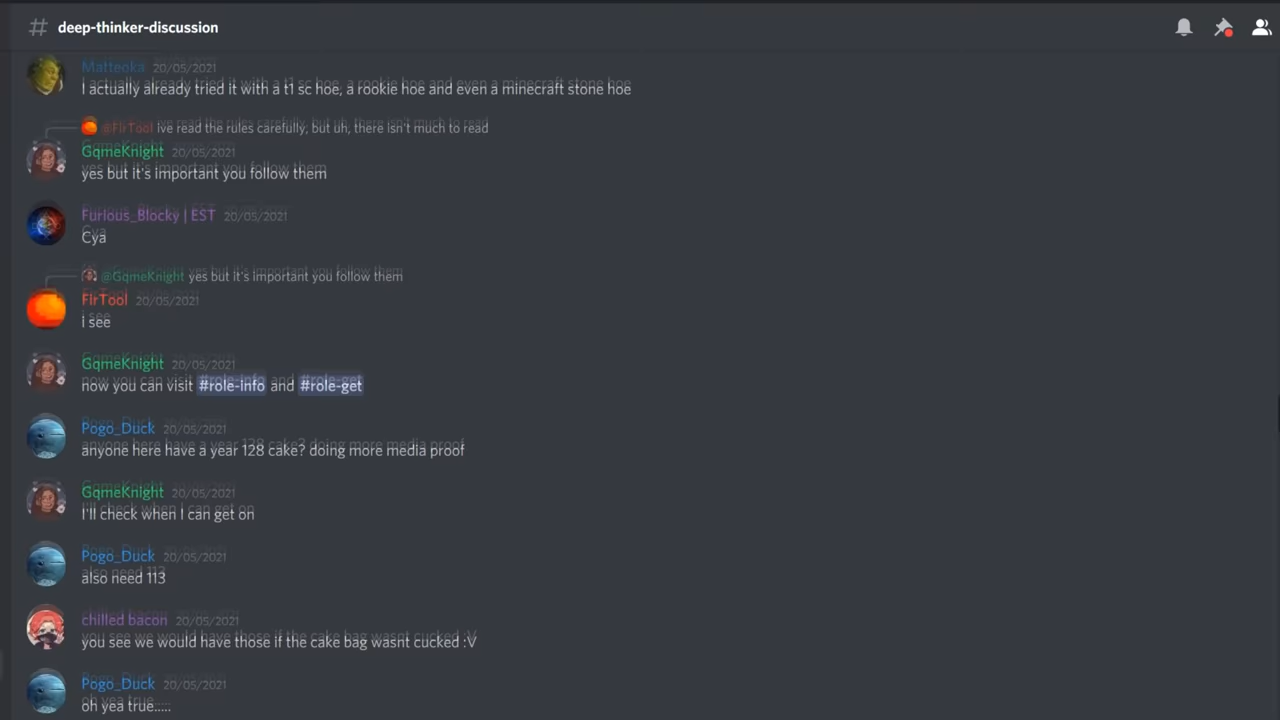 # deep-thinker-discussion
Matteoka 20/05/2021
I actually already tried it with a t1 sc hoe, a rookie hoe and even a minecraft stone hoe
@FirTool ive read the rules carefully, but uh, there isn't much to read
GqmeKnight 20/05/2021
yes but it's important you follow them
Furious_Blocky | EST 20/05/2021
Cya
@GqmeKnight yes but it's important you follow them
FirTool 20/05/2021
i see
GqmeKnight 20/05/2021
now you can visit #role-info and #role-get
Pogo_Duck 20/05/2021
anyone here have a year 128 cake? doing more media proof
GqmeKnight 20/05/2021
I'll check when I can get on
Pogo_Duck 20/05/2021
also need 113
chilled bacon 20/05/2021
you see we would have those if the cake bag wasnt cucked :V
Pogo_Duck 20/05/2021
oh yea true.....